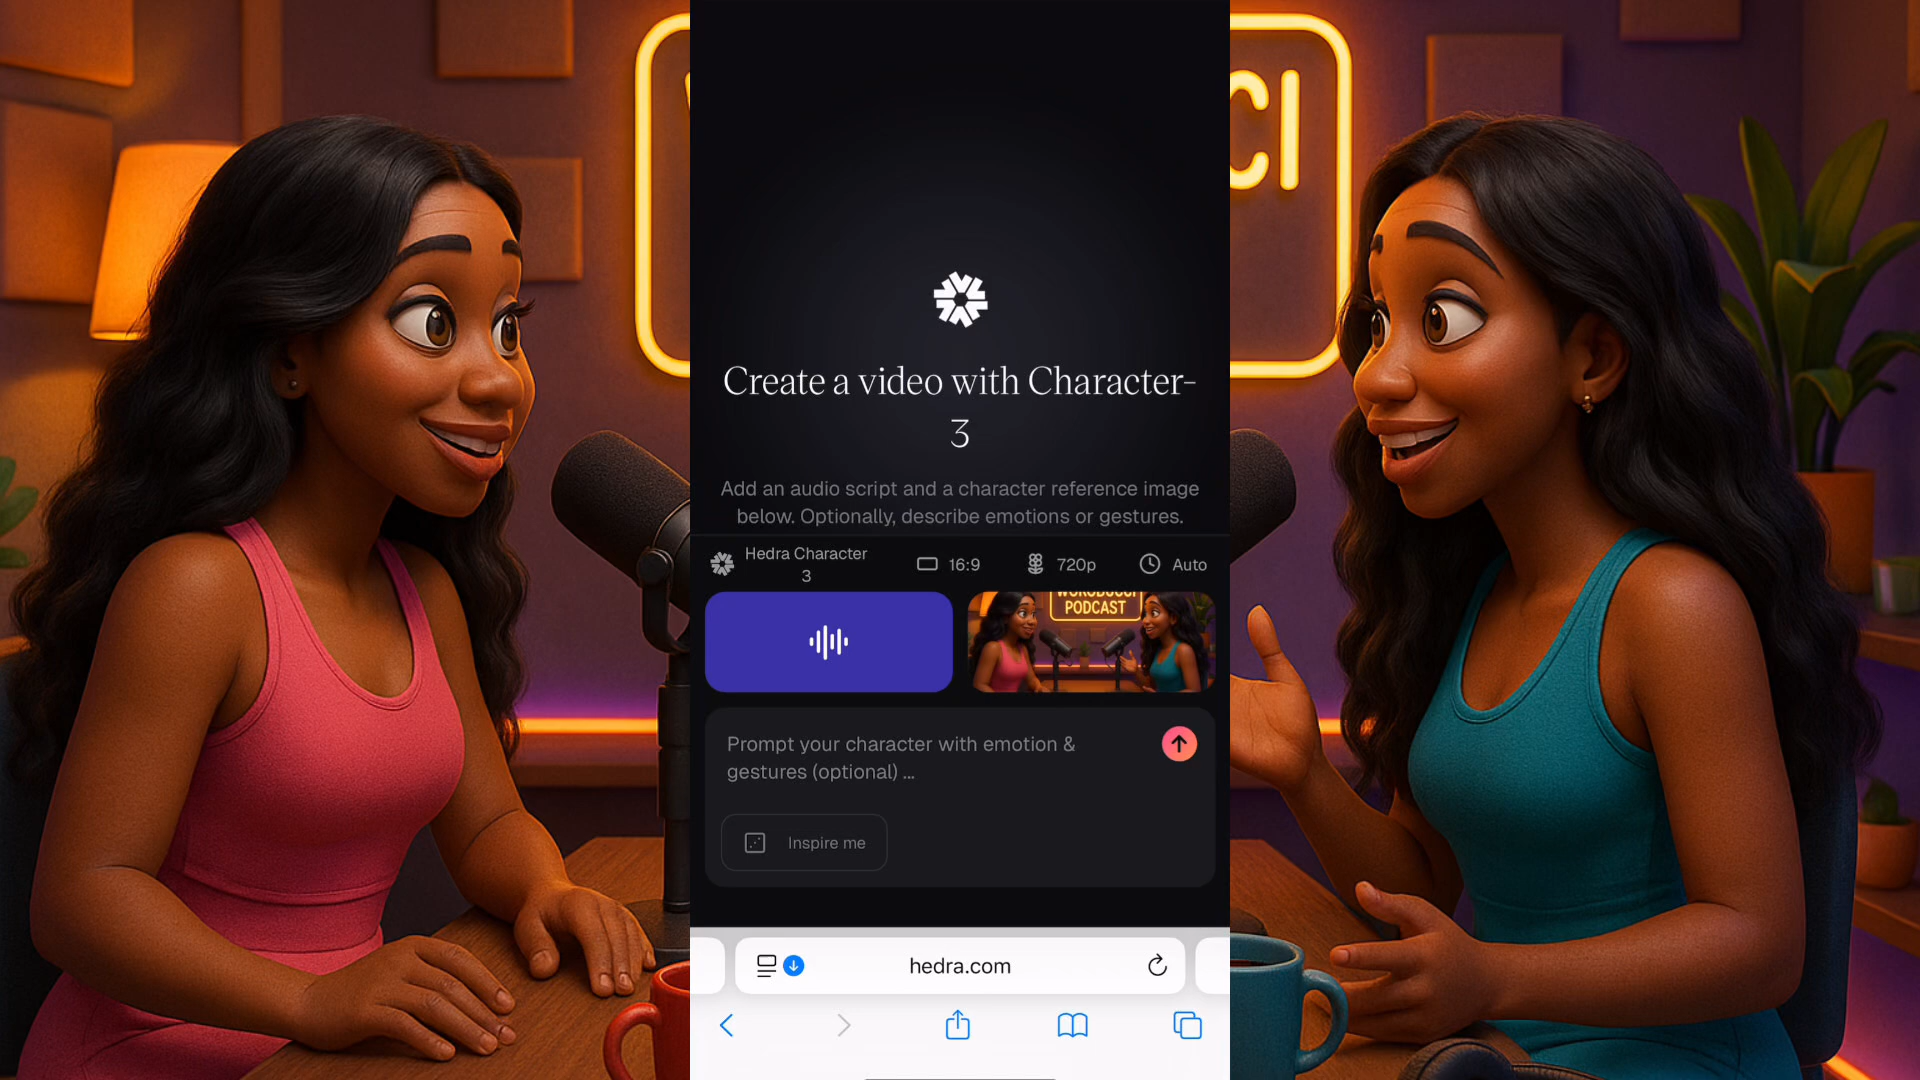 CI
Create a video with Character-
3
Add an audio script and a character reference image
below. Optionally, describe emotions or gestures.
Hedra Character
3
16:9
720p
Auto
PODCAST
Prompt your character with emotion &
gestures (optional) ...
Inspire me
hedra.com